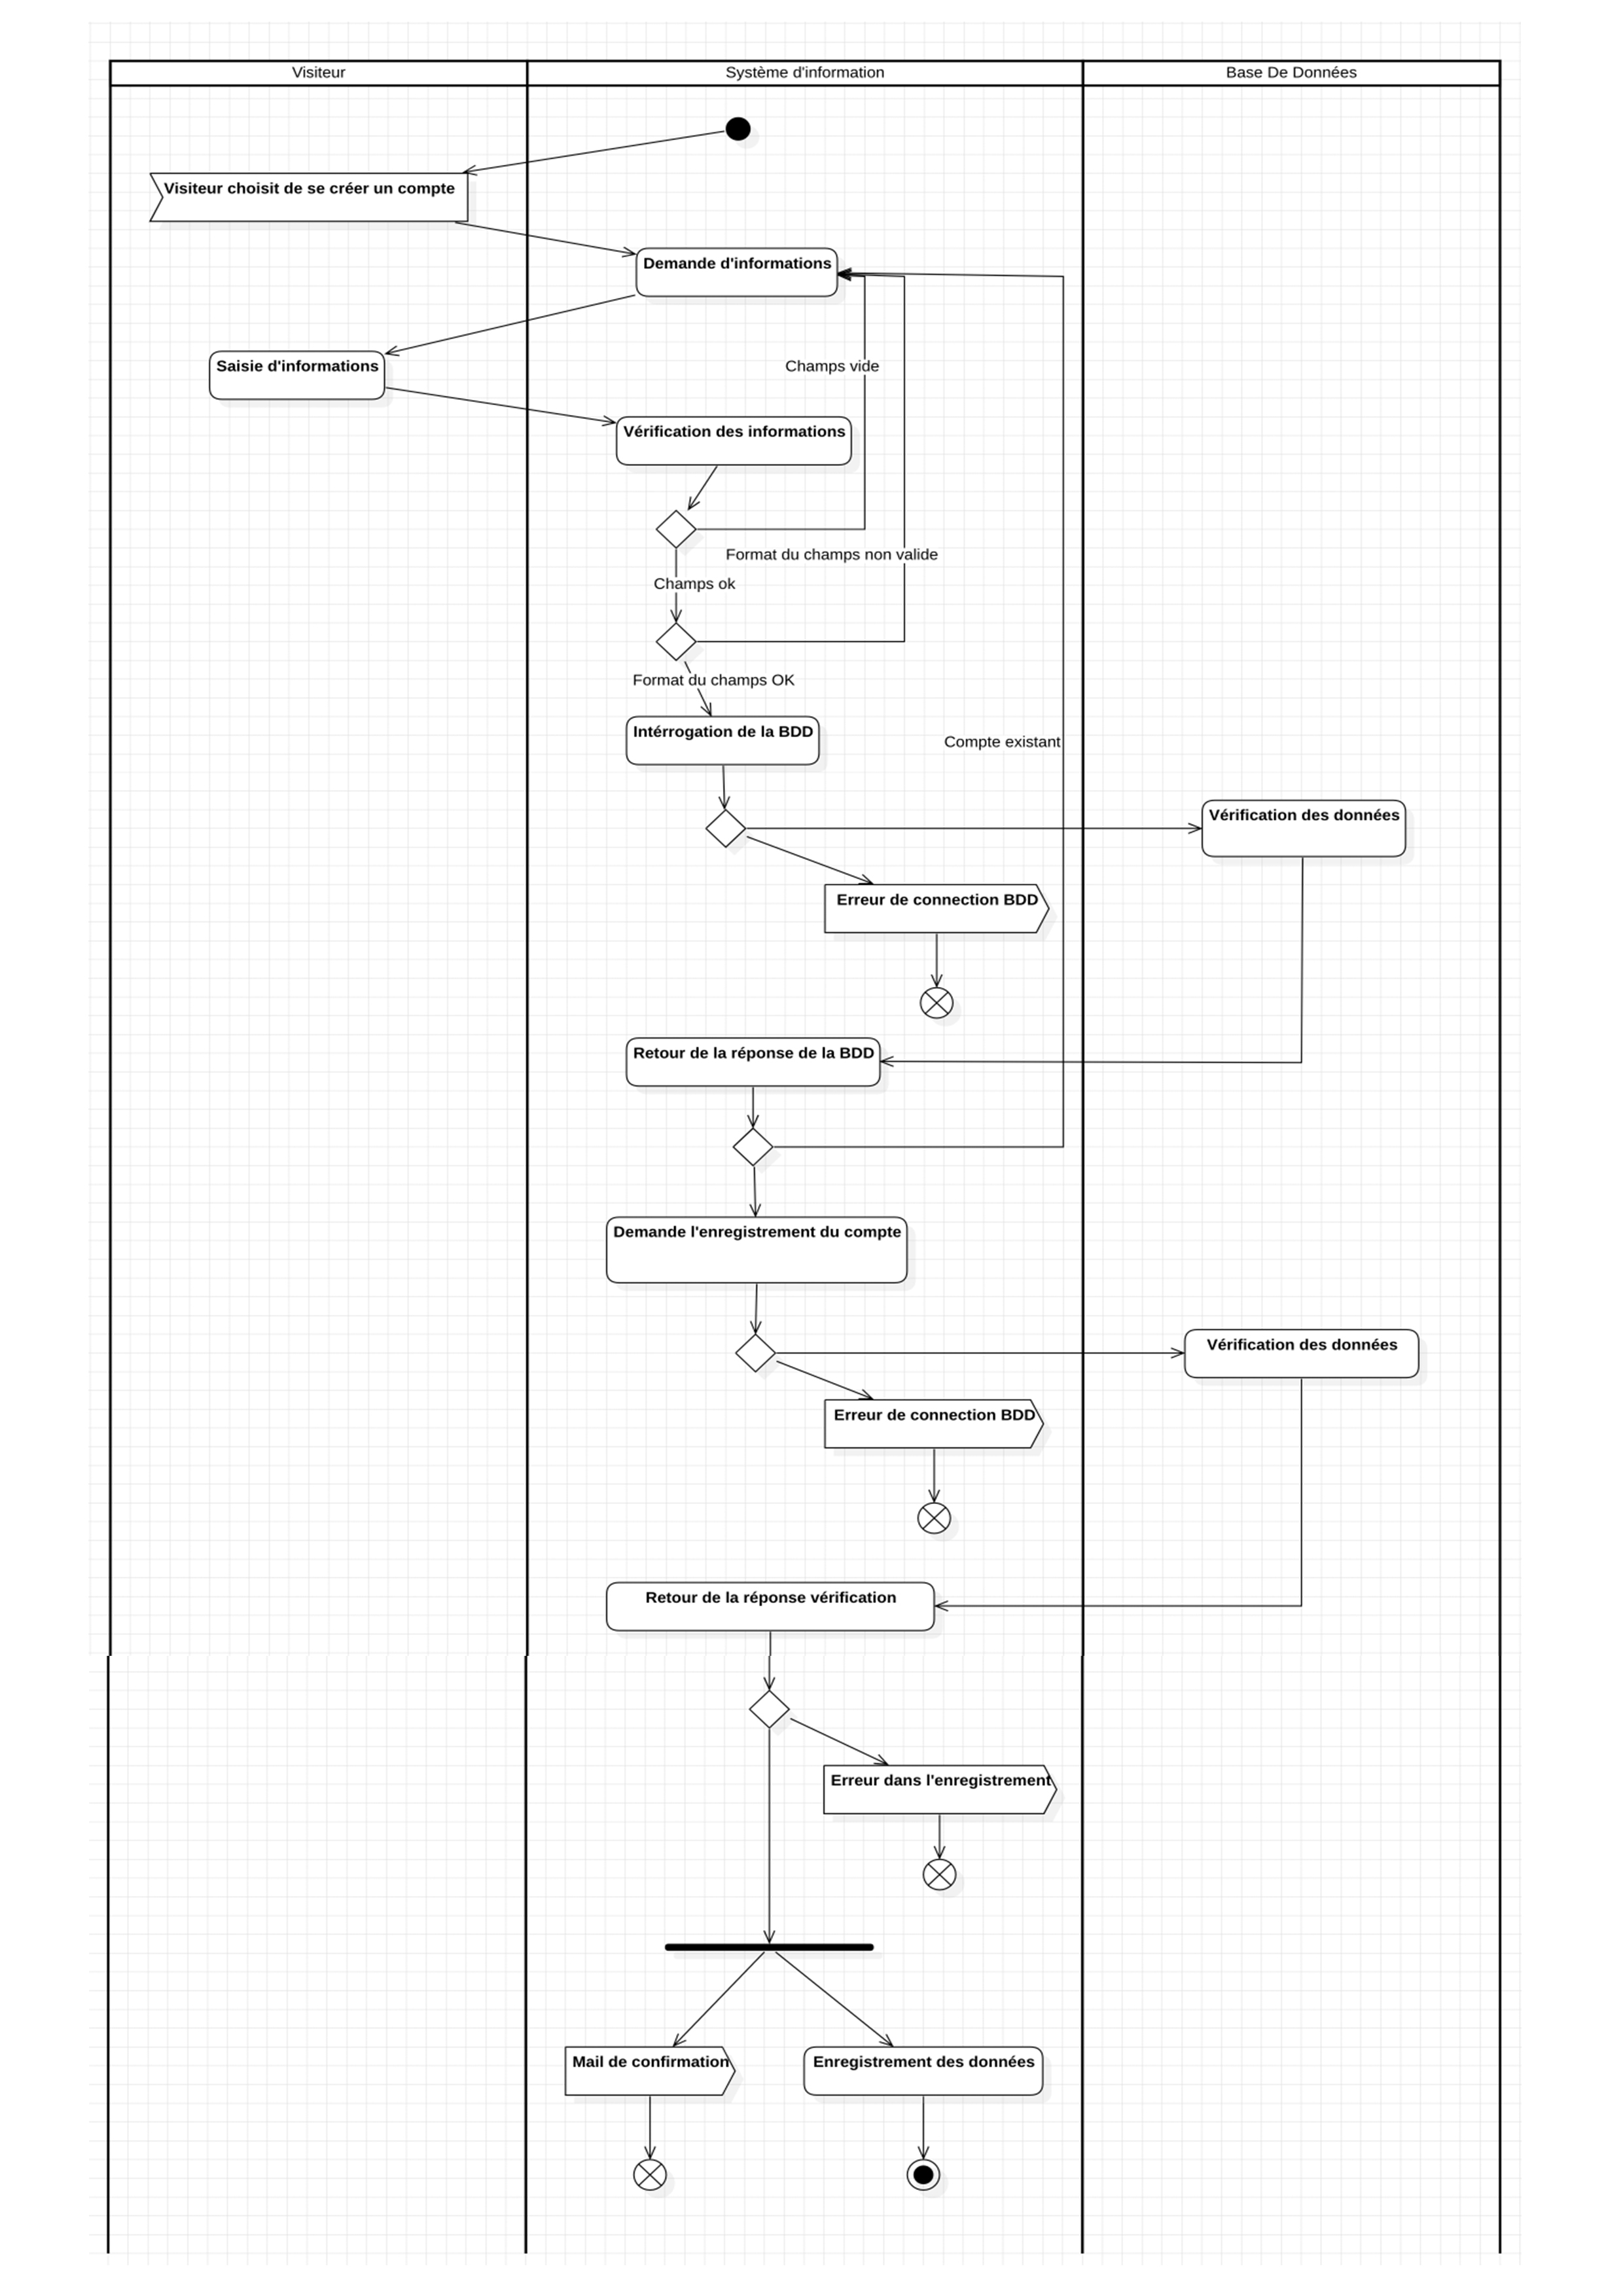 Visiteur
Système d'information
Base De Données
Visiteur choisit de se créer un compte
Demande d'informations
Saisie d'informations
Champs vide
Vérification des informations
Format du champs non valide
Champs ok
Format du champs OK
Intérrogation de la BDD
Compte existant
Vérification des données
Erreur de connection BDD
Retour de la réponse de la BDD
Demande l'enregistrement du compte
Vérification des données
Erreur de connection BDD
Retour de la réponse vérification
Erreur dans l'enregistrement
Mail de confirmation
Enregistrement des données